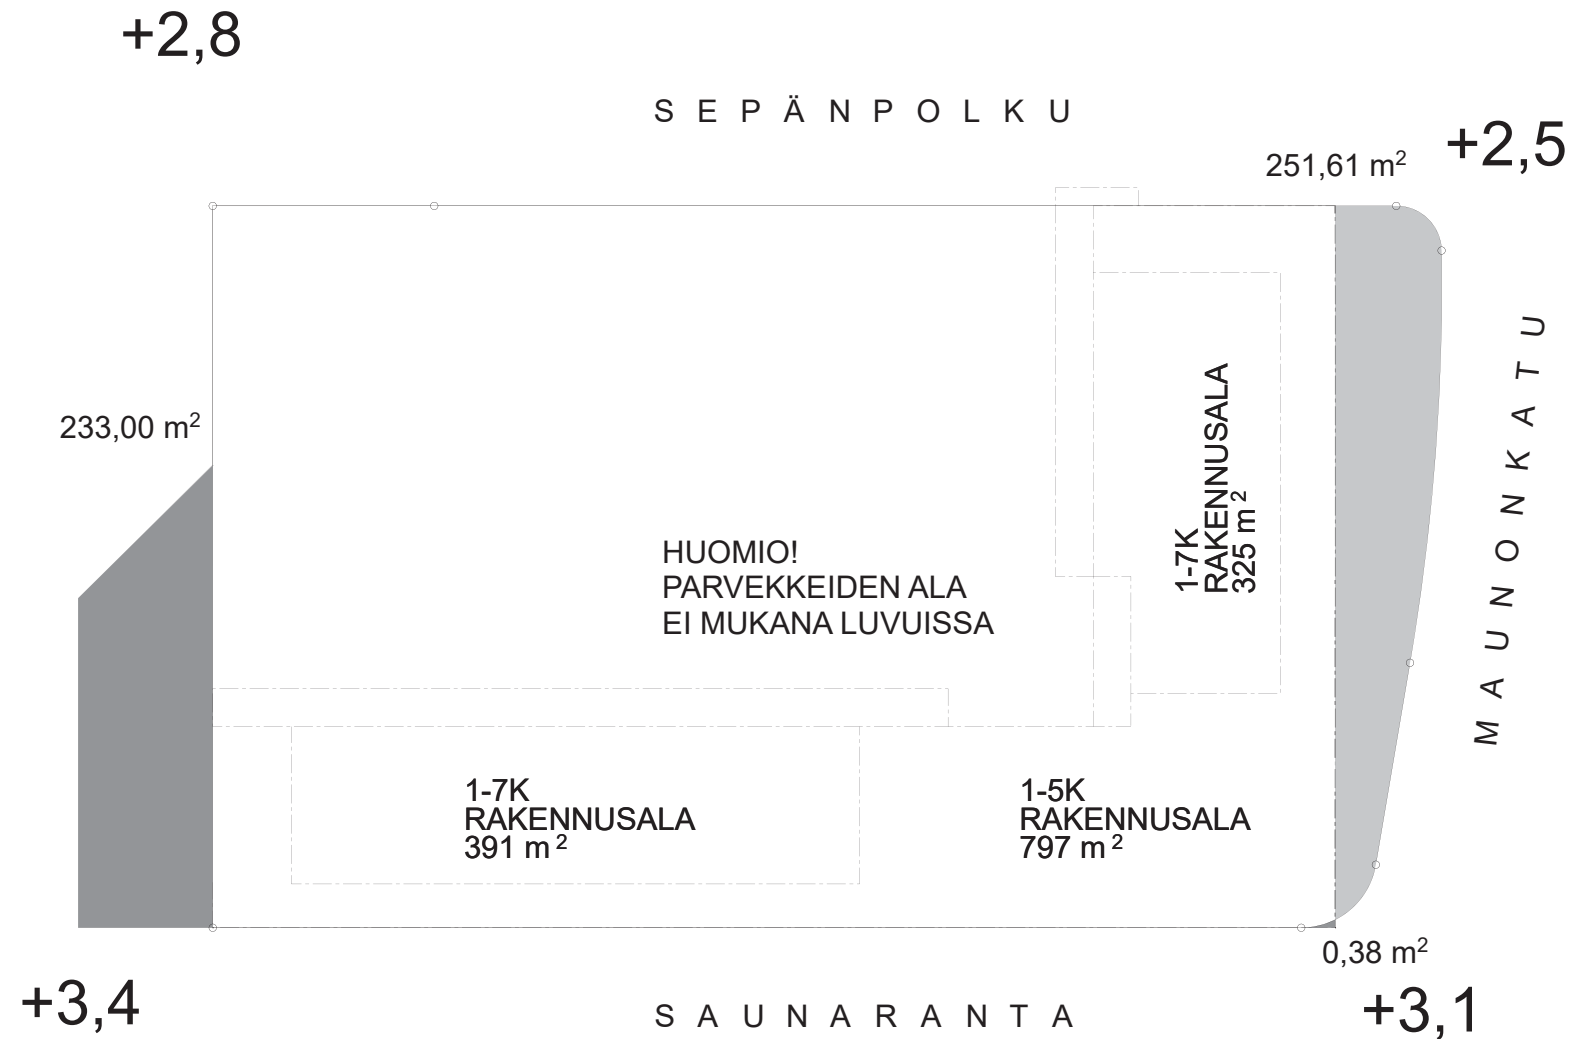 +2,8
SEPÄNPOLKU
+2,5
251,61 m²
233,00 m²
MAUNONKATU
1-7K
RAKENNUSALA
325 m²
HUOMIO!
PARVEKKEIDEN ALA
EI MUKANA LUVUISSA
1-7K
RAKENNUSALA
391 m²
1-5K
RAKENNUSALA
797 m²
0,38 m²
+3,4
SAUNARANTA
+3,1